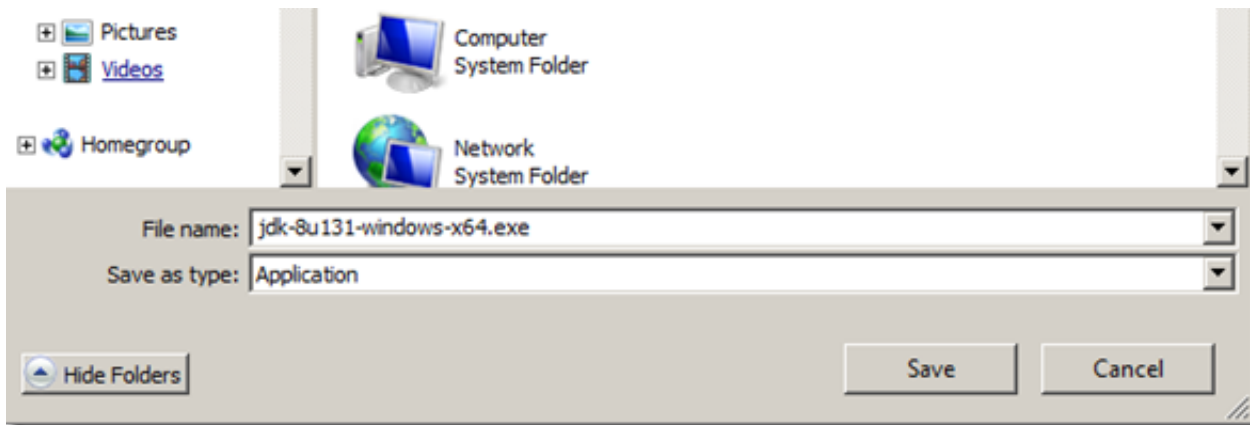 Pictures
Videos
Homegroup
Computer
System Folder
Network
System Folder
File name: jdk-8u131-windows-x64.exe
Save as type: Application
Hide Folders
Save
Cancel